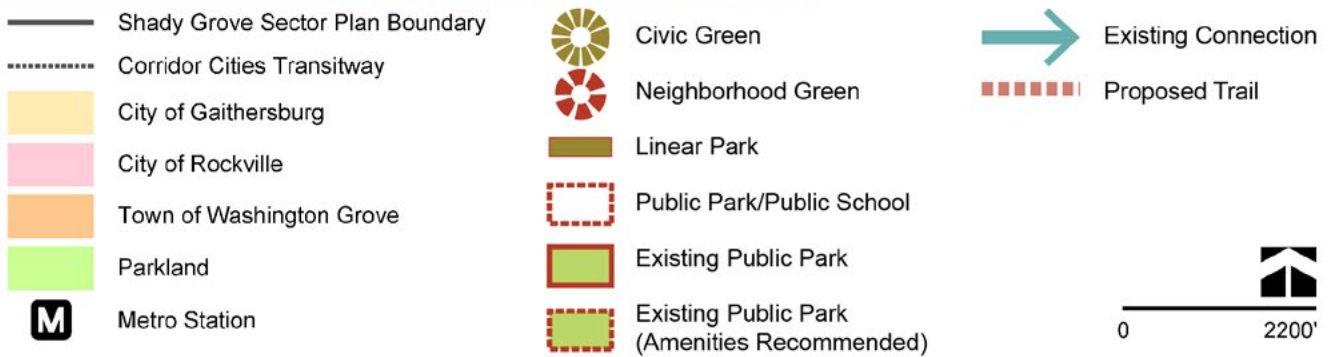 Shady Grove Sector Plan Boundary
Corridor Cities Transitway
City of Gaithersburg
City of Rockville
Town of Washington Grove
Parkland
M
Metro Station
Civic Green
Neighborhood Green
Linear Park
Public Park/Public School
Existing Public Park
Existing Public Park
(Amenities Recommended)
Existing Connection
Proposed Trail
0
2200'